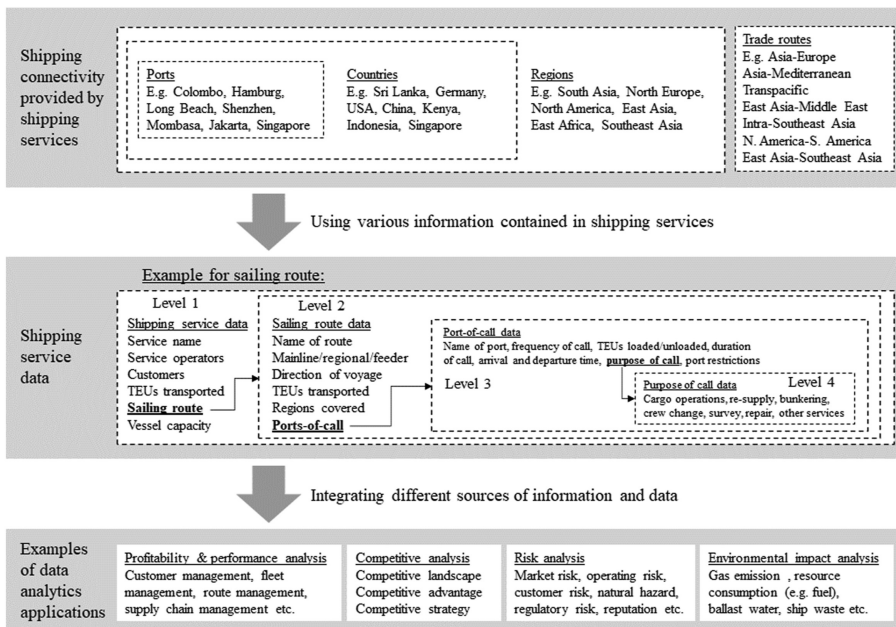 Shipping
connectivity
provided by
shipping
services
Ports
E.g. Colombo, Hamburg,
Long Beach, Shenzhen,
Mombasa, Jakarta, Singapore
Countries
E.g. Sri Lanka, Germany,
USA, China, Kenya,
Indonesia, Singapore
Regions
E.g. South Asia, North Europe,
North America, East Asia,
East Africa, Southeast Asia
Trade routes
E.g. Asia-Europe
Asia-Mediterranean
Transpacific
East Asia-Middle East
Intra-Southeast Asia
N. America-S. America
East Asia-Southeast Asia
Using various information contained in shipping services
Shipping
service
data
Example for sailing route:
Level 1
Shipping service data
Service name
Service operators
Customers
TEUs transported
Sailing route
Vessel capacity
Level 2
Sailing route data
Name of route
Mainline/regional/feeder
Direction of voyage
TEUs transported
Regions covered
Ports-of-call
Port-of-call data
Name of port, frequency of call, TEUs loaded/unloaded, duration
of call, arrival and departure time, purpose of call, port restrictions
Level 3
Level 4
Purpose of call data
Cargo operations, re-supply, bunkering,
crew change, survey, repair, other services
Integrating different sources of information and data
Examples
of data
analytics
applications
Profitability & performance analysis
Customer management, fleet
management, route management,
supply chain management etc.
Competitive analysis
Competitive landscape
Competitive advantage
Competitive strategy
Risk analysis
Market risk, operating risk,
customer risk, natural hazard,
regulatory risk, reputation etc.
Environmental impact analysis
Gas emission , resource
consumption (e.g. fuel),
ballast water, ship waste etc.